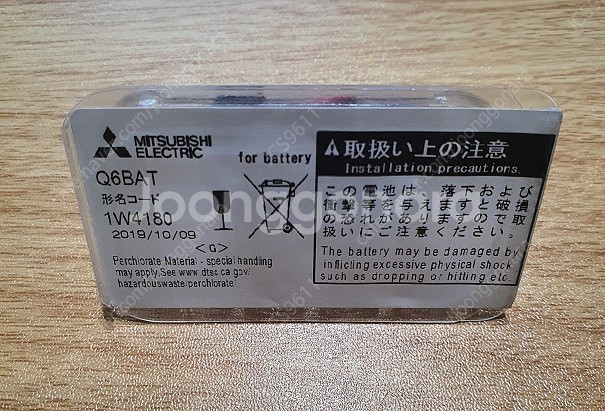 MITSUBISHI
ELECTRIC
for battery
Q6BAT
形名コード
1W4180
2019/10/09
<G>
Perchlorate Material - special handling
may apply. See www.dtsc.ca.gov/
hazardouswaste/perchlorate/
取扱い上の注意
Installation precautions.
この電池は、落下および
衝撃等を与えますと破損
の恐れがありますので取
扱いにご注意ください。
The battery may be damaged by
inflicting excessive physical shock
such as dropping or hitting etc.
joonggonara